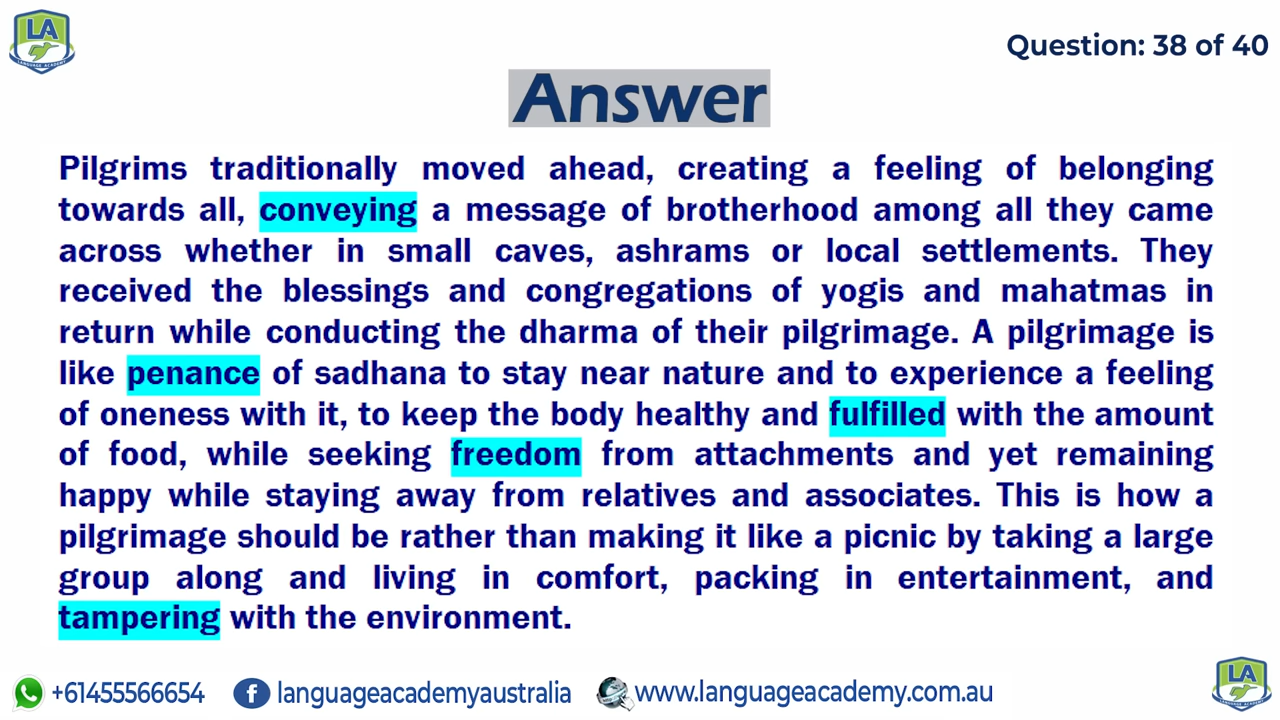 LA
LANGUAGE ACADEMY
Question: 38 of 40
Answer
Pilgrims traditionally moved ahead, creating a feeling of belonging
towards all, conveying a message of brotherhood among all they came
across whether in small caves, ashrams or local settlements. They
received the blessings and congregations of yogis and mahatmas in
return while conducting the dharma of their pilgrimage. A pilgrimage is
like penance of sadhana to stay near nature and to experience a feeling
of oneness with it, to keep the body healthy and fulfilled with the amount
of food, while seeking freedom from attachments and yet remaining
happy while staying away from relatives and associates. This is how a
pilgrimage should be rather than making it like a picnic by taking a large
group along and living in comfort, packing in entertainment, and
tampering with the environment.
+61455566654 languageacademyaustralia www.languageacademy.com.au
LA
LANGUAGE ACADEMY